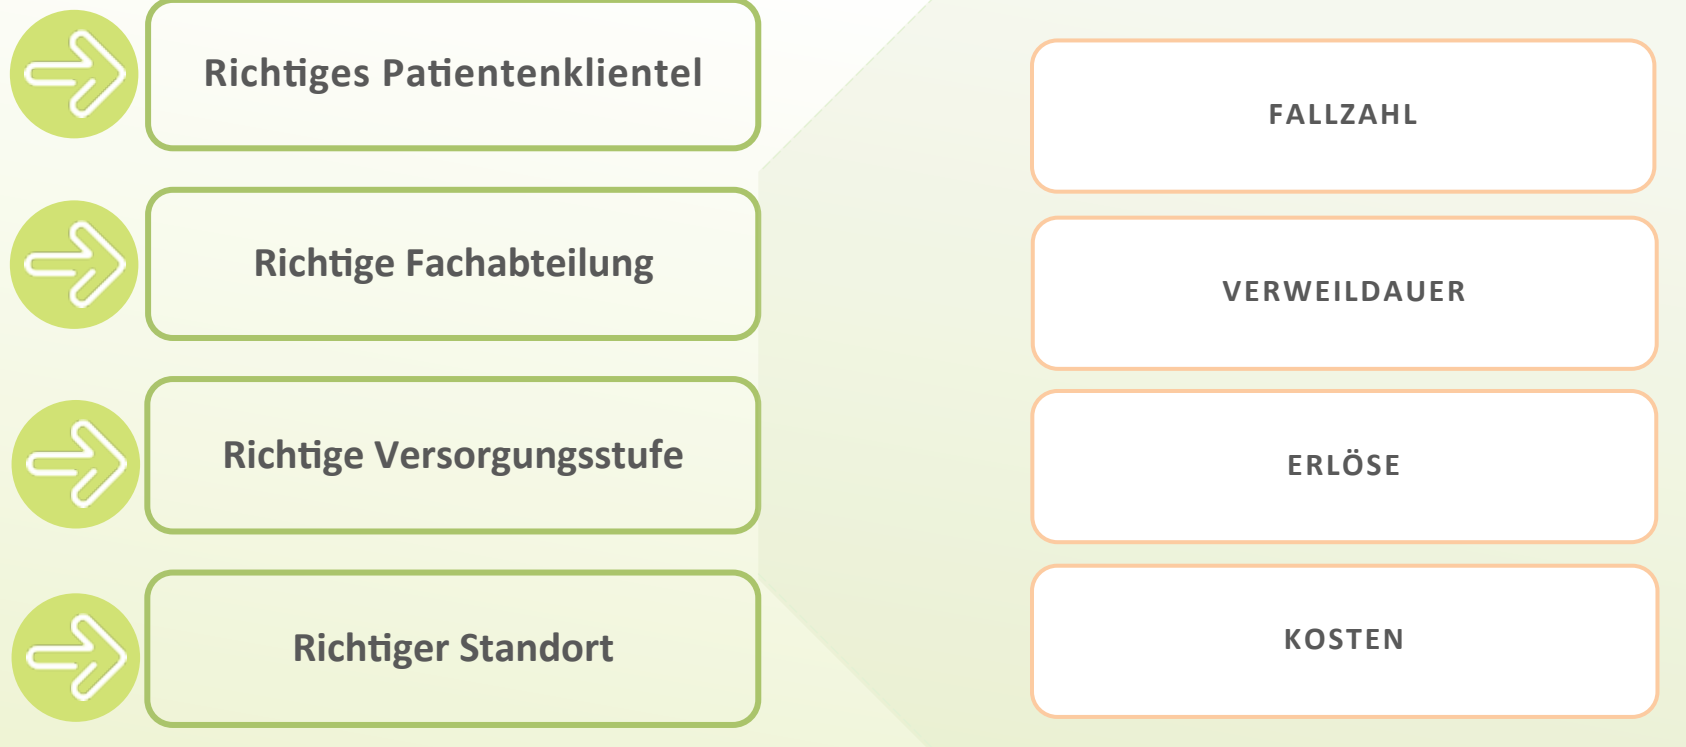 Richtiges Patientenklientel
Richtige Fachabteilung
Richtige Versorgungsstufe
Richtiger Standort
FALLZAHL
VERWEILDAUER
ERLÖSE
KOSTEN